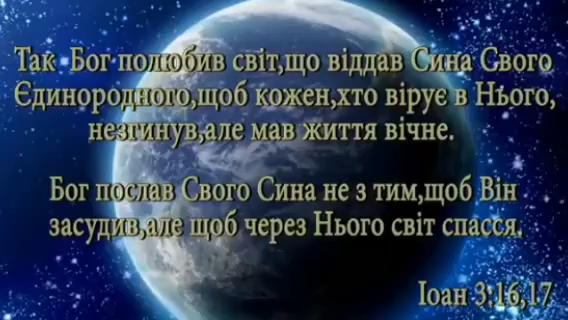 Так Бог полюбив світ,що віддав Сина Свого
Єдинородного,щоб кожен,хто вірує в Нього,
незгинув,але мав життя вічне.
Бог послав Свого Сина не з тим,щоб Він
засудив,але щоб через Нього світ спасся.
Іоан 3:16,17